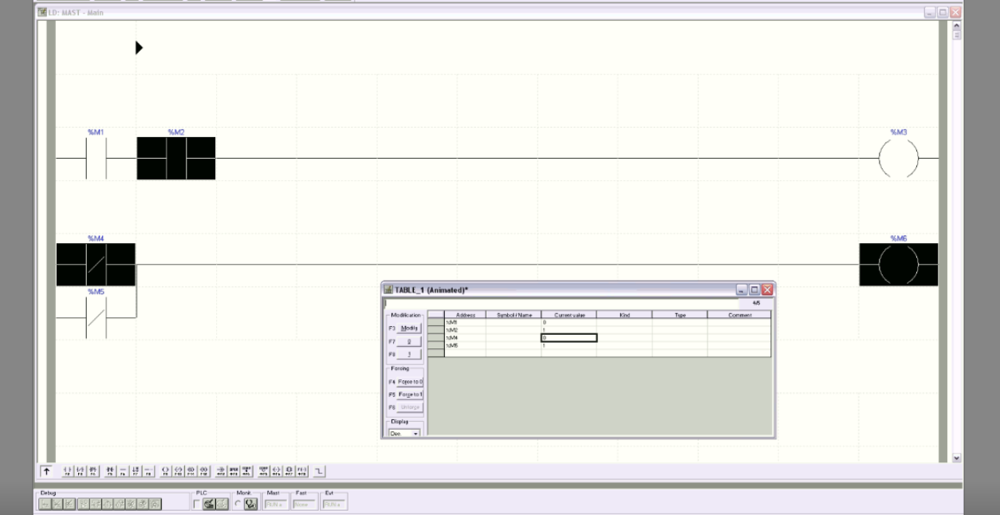 LD: MAST - Main
%M1
%M2
%M3
%M4
%M6
%M5
TABLE_1 (Animated)*
4/5
Modification
F3 Modify
F7 0
F8 1
Address Symbol / Name Current value Kind Type Comment
%M1 0
%M2 1
%M4 0
%M5 1
Forcing
F4 Force to 0
F5 Force to 1
F6 Unforce
Display
Dec.
Debug PLC Monit. Mast Fast Evt
RUN a. None RUN a.